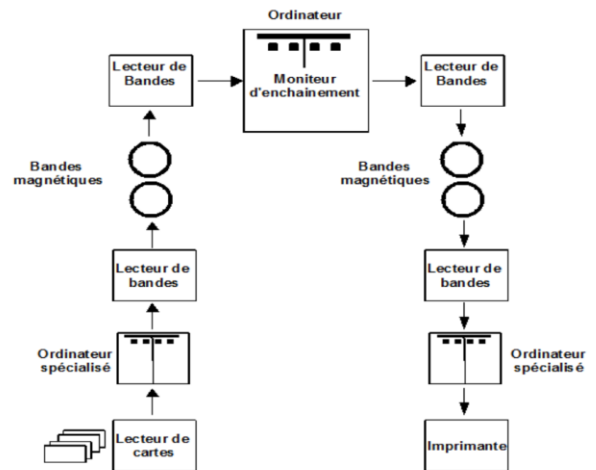 Ordinateur
Lecteur de
Bandes
Moniteur
d'enchainement
Lecteur de
Bandes
Bandes
magnétiques
Bandes
magnétiques
Lecteur de
bandes
Lecteur de
bandes
Ordinateur
spécialisé
Ordinateur
spécialisé
Lecteur de
cartes
Imprimante